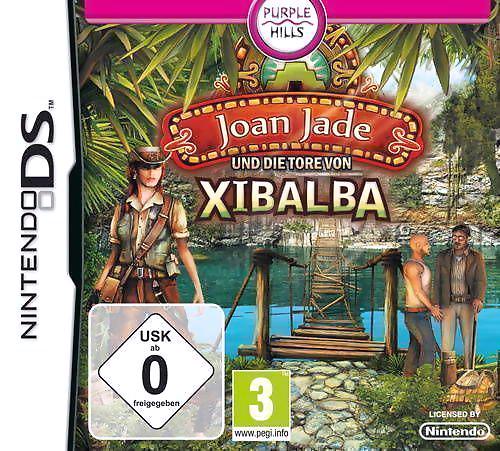 PURPLE
HILLS
NINTENDO DS™
Joan Jade
UND DIE TORE VON
XIBALBA
USK
ab
0
freigegeben
3
www.pegi.info
LICENSED BY
Nintendo